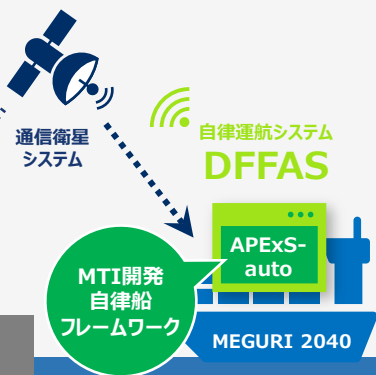 通信衛星
システム
自律運航システム
DFFAS
APExS-
auto
MTI開発
自律船
フレームワーク
MEGURI 2040